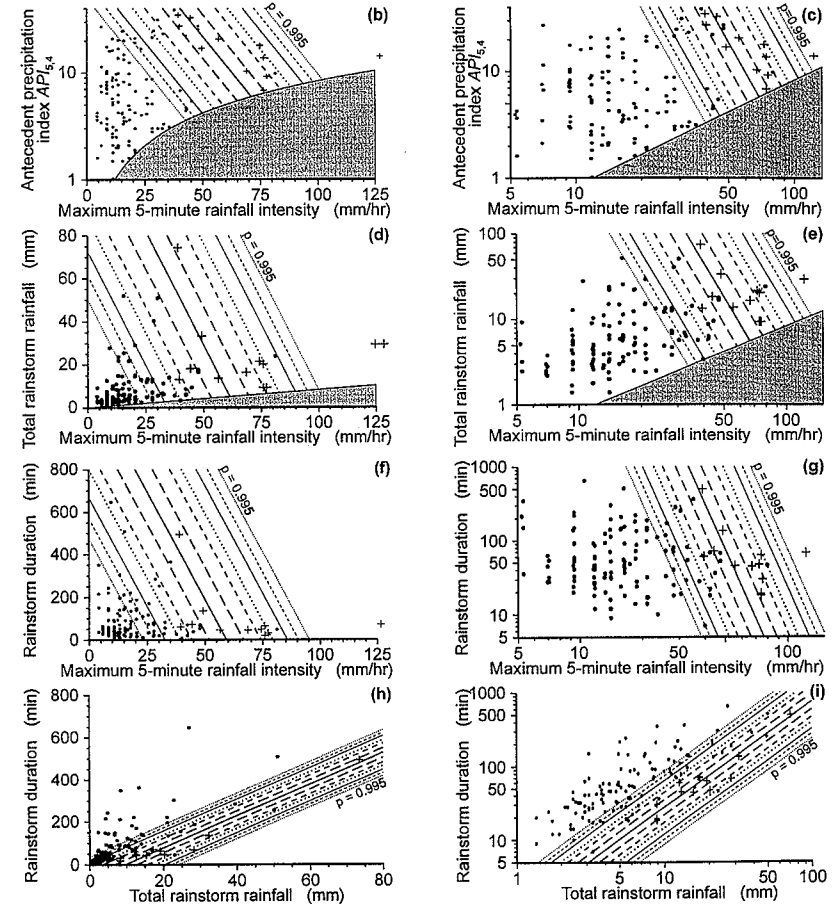 (b)
p = 0.995
Antecedent precipitation
index API5,4
10
1
0 25 50 75 100 125
Maximum 5-minute rainfall intensity (mm/hr)
(c)
p=0.995
Antecedent precipitation
index API5,4
10
1
5 10 50 100
Maximum 5-minute rainfall intensity (mm/hr)
(d)
p = 0.995
Total rainstorm rainfall (mm)
80
60
40
20
0
0 25 50 75 100 125
Maximum 5-minute rainfall intensity (mm/hr)
(e)
p=0.995
Total rainstorm rainfall (mm)
100
50
10
5
1
5 10 50 100
Maximum 5-minute rainfall intensity (mm/hr)
(f)
p = 0.995
Rainstorm duration (min)
800
600
400
200
0
0 25 50 75 100 125
Maximum 5-minute rainfall intensity (mm/hr)
(g)
p = 0.995
Rainstorm duration (min)
1000
500
100
50
10
5
5 10 50 100
Maximum 5-minute rainfall intensity (mm/hr)
(h)
p = 0.995
Rainstorm duration (min)
800
600
400
200
0
0 20 40 60 80
Total rainstorm rainfall (mm)
(i)
p = 0.995
Rainstorm duration (min)
1000
500
100
50
10
5
1 5 10 50 100
Total rainstorm rainfall (mm)